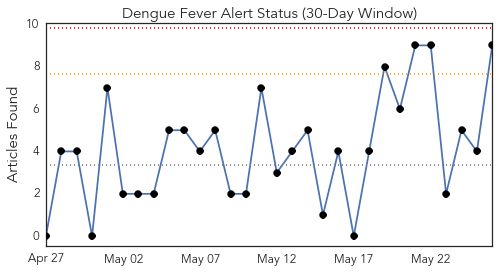 Dengue Fever Alert Status (30-Day Window)
Articles Found
10
8
6
4
2
0
Apr 27 May 02 May 07 May 12 May 17 May 22